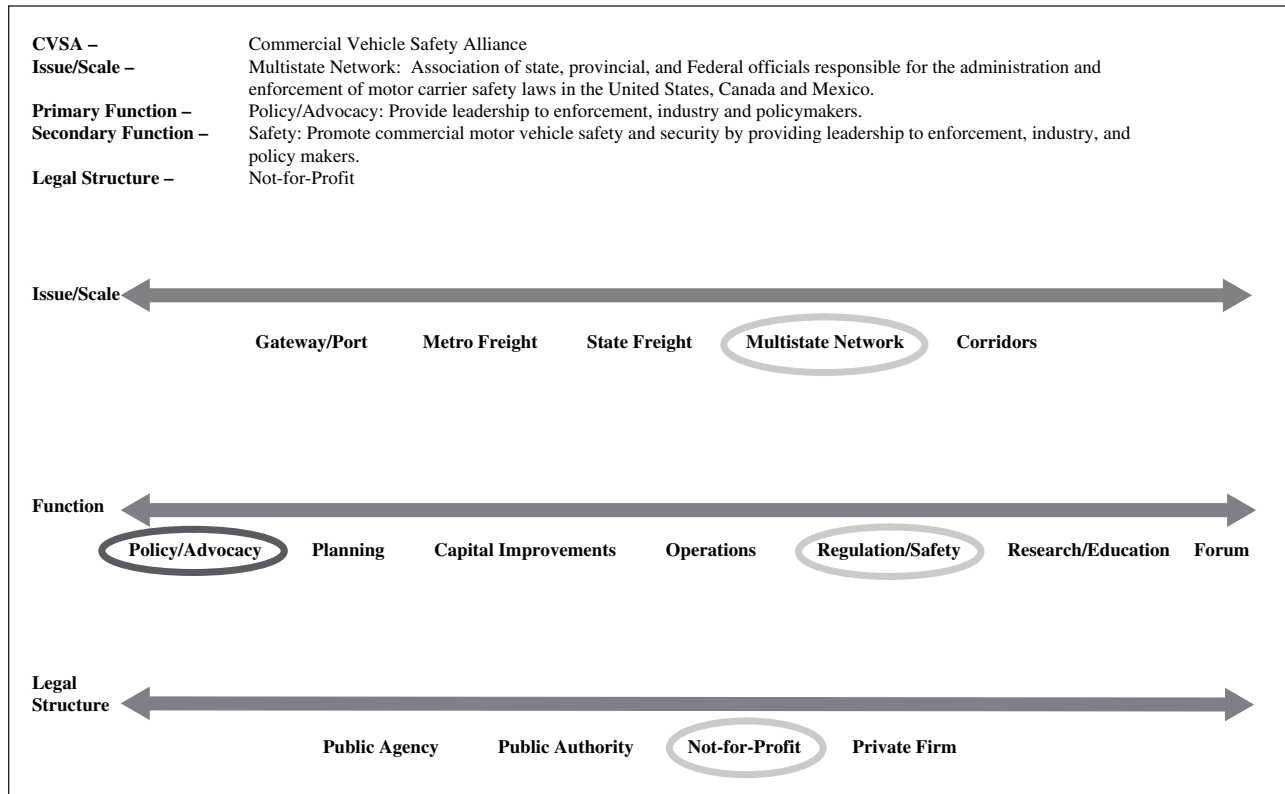 CVSA – Commercial Vehicle Safety Alliance
Issue/Scale – Multistate Network: Association of state, provincial, and Federal officials responsible for the administration and
enforcement of motor carrier safety laws in the United States, Canada and Mexico.
Primary Function – Policy/Advocacy: Provide leadership to enforcement, industry and policymakers.
Secondary Function – Safety: Promote commercial motor vehicle safety and security by providing leadership to enforcement, industry, and
policy makers.
Legal Structure – Not-for-Profit
Issue/Scale
Gateway/Port Metro Freight State Freight Multistate Network Corridors
Function
Policy/Advocacy Planning Capital Improvements Operations Regulation/Safety Research/Education Forum
Legal
Structure
Public Agency Public Authority Not-for-Profit Private Firm